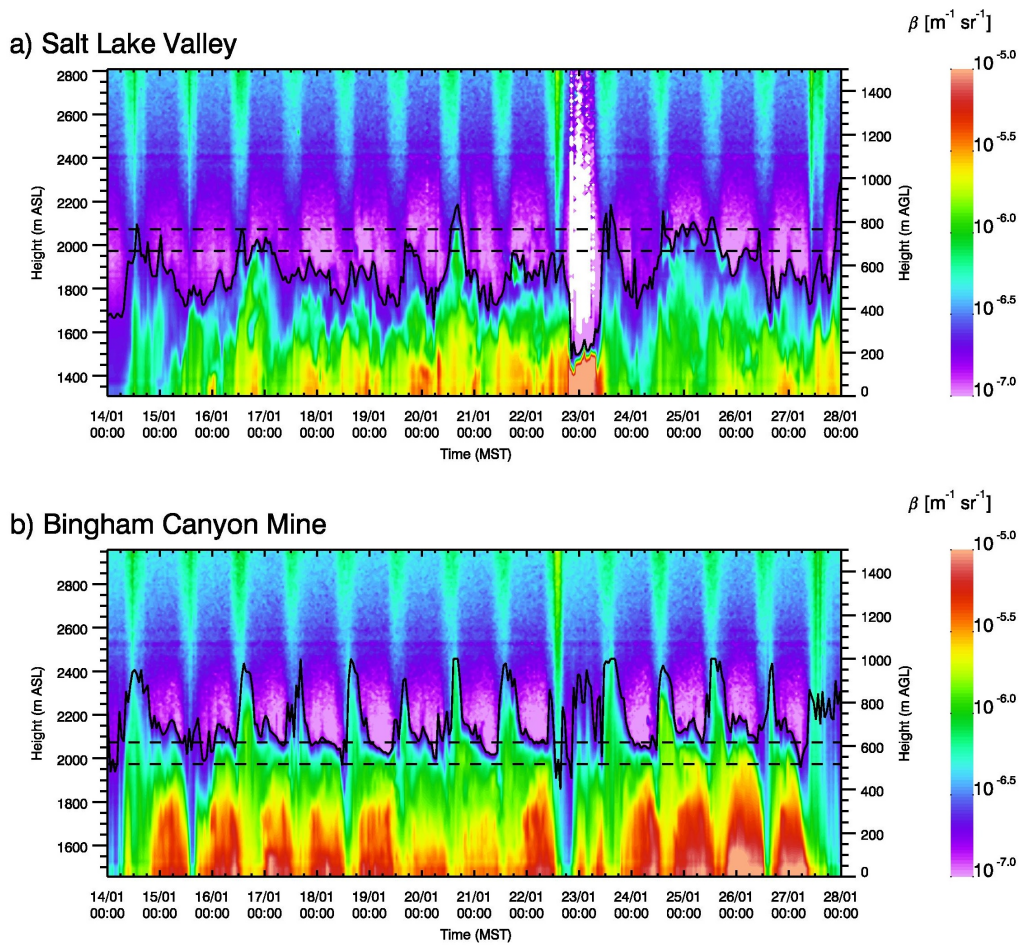 β [m⁻¹ sr⁻¹]
a) Salt Lake Valley
2800
2600
2400
2200
2000
1800
1600
1400
Height (m ASL)
1400
1200
1000
800
600
400
200
0
Height (m AGL)
10^-5.0
10^-5.5
10^-6.0
10^-6.5
10^-7.0
14/01 15/01 16/01 17/01 18/01 19/01 20/01 21/01 22/01 23/01 24/01 25/01 26/01 27/01 28/01
00:00 00:00 00:00 00:00 00:00 00:00 00:00 00:00 00:00 00:00 00:00 00:00 00:00 00:00 00:00
Time (MST)
β [m⁻¹ sr⁻¹]
b) Bingham Canyon Mine
2800
2600
2400
2200
2000
1800
1600
Height (m ASL)
1400
1200
1000
800
600
400
200
0
Height (m AGL)
10^-5.0
10^-5.5
10^-6.0
10^-6.5
10^-7.0
14/01 15/01 16/01 17/01 18/01 19/01 20/01 21/01 22/01 23/01 24/01 25/01 26/01 27/01 28/01
00:00 00:00 00:00 00:00 00:00 00:00 00:00 00:00 00:00 00:00 00:00 00:00 00:00 00:00 00:00
Time (MST)